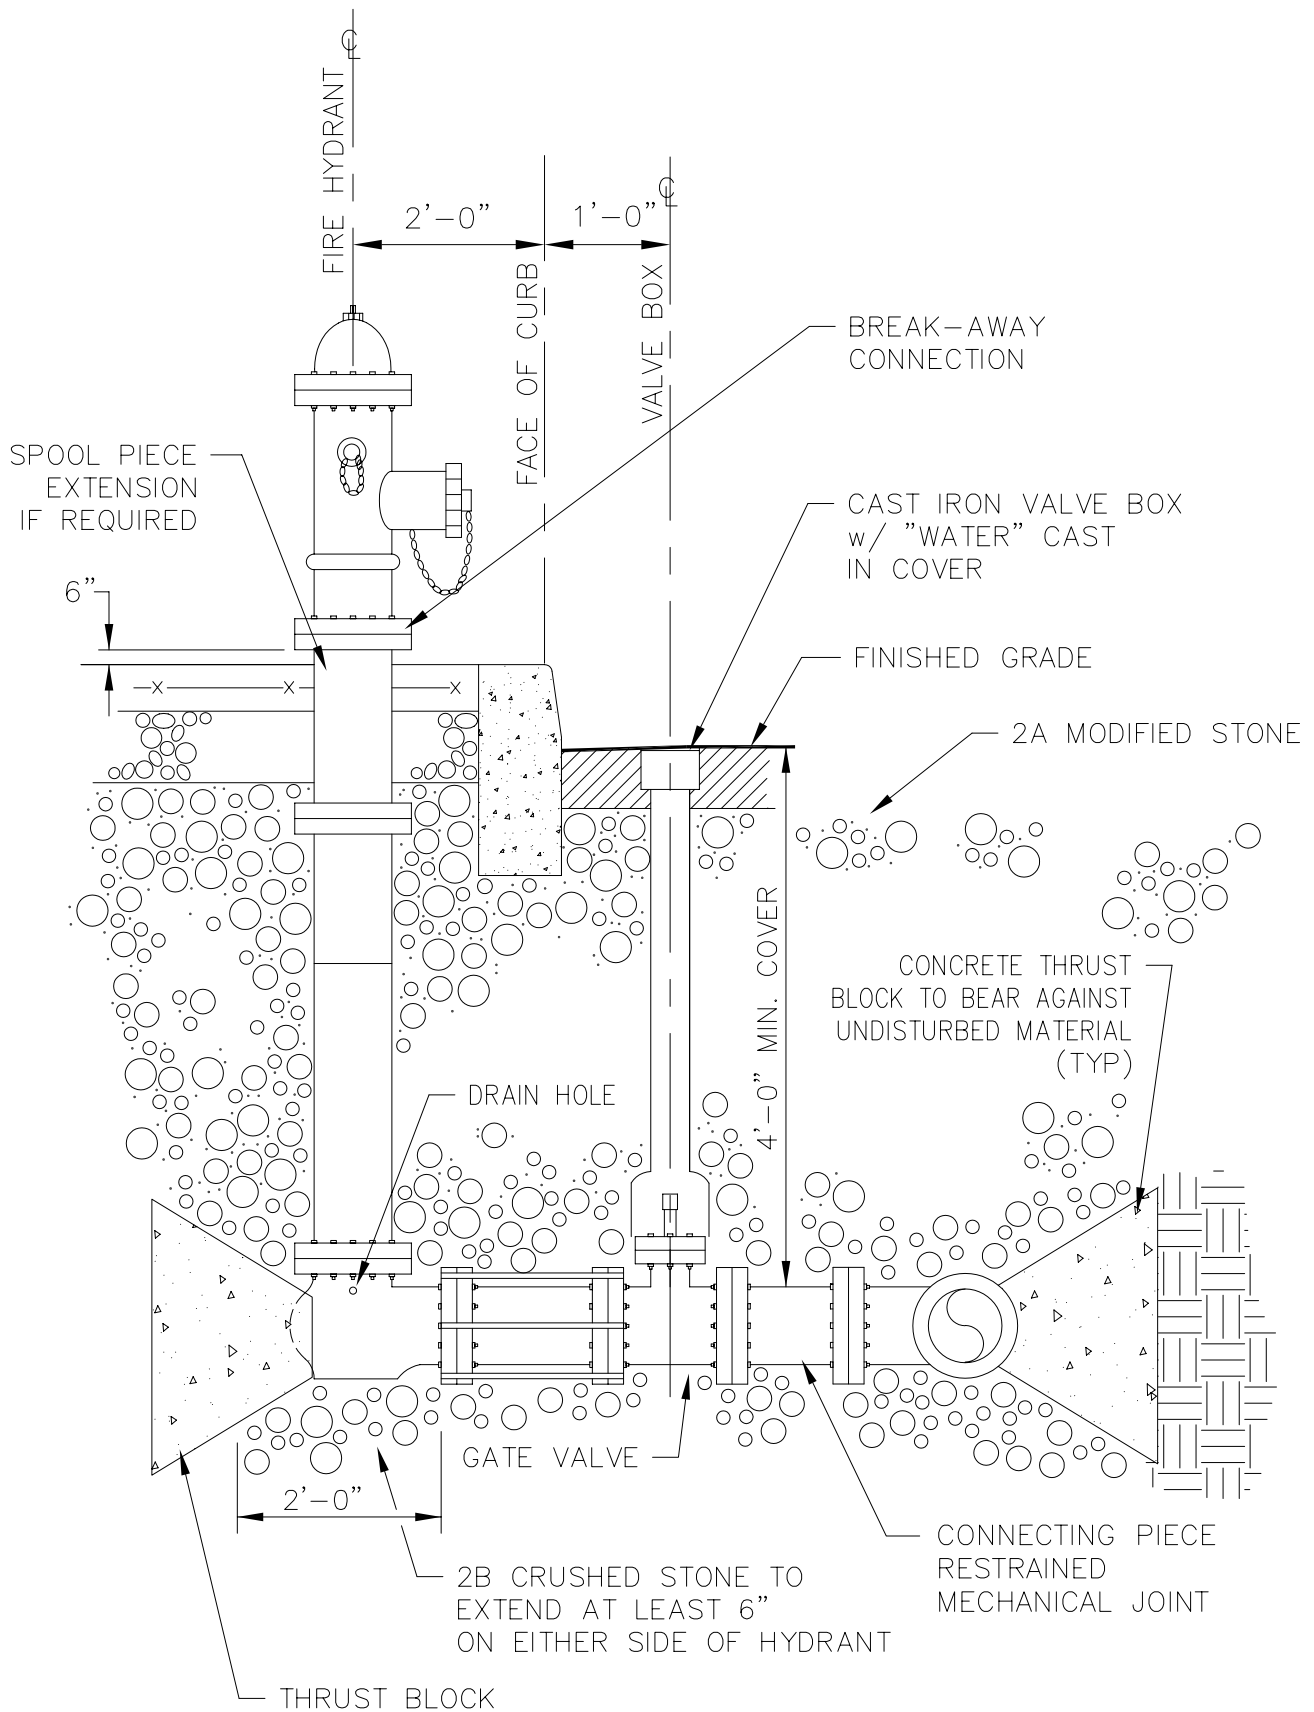 ℄
FIRE HYDRANT
℄
2'-0"
1'-0"
FACE OF CURB
VALVE BOX
BREAK-AWAY
CONNECTION
SPOOL PIECE
EXTENSION
IF REQUIRED
CAST IRON VALVE BOX
w/ "WATER" CAST
IN COVER
6"
FINISHED GRADE
X
X
X
2A MODIFIED STONE
4'-0" MIN. COVER
CONCRETE THRUST
BLOCK TO BEAR AGAINST
UNDISTURBED MATERIAL
(TYP)
DRAIN HOLE
GATE VALVE
2'-0"
CONNECTING PIECE
RESTRAINED
MECHANICAL JOINT
2B CRUSHED STONE TO
EXTEND AT LEAST 6"
ON EITHER SIDE OF HYDRANT
THRUST BLOCK